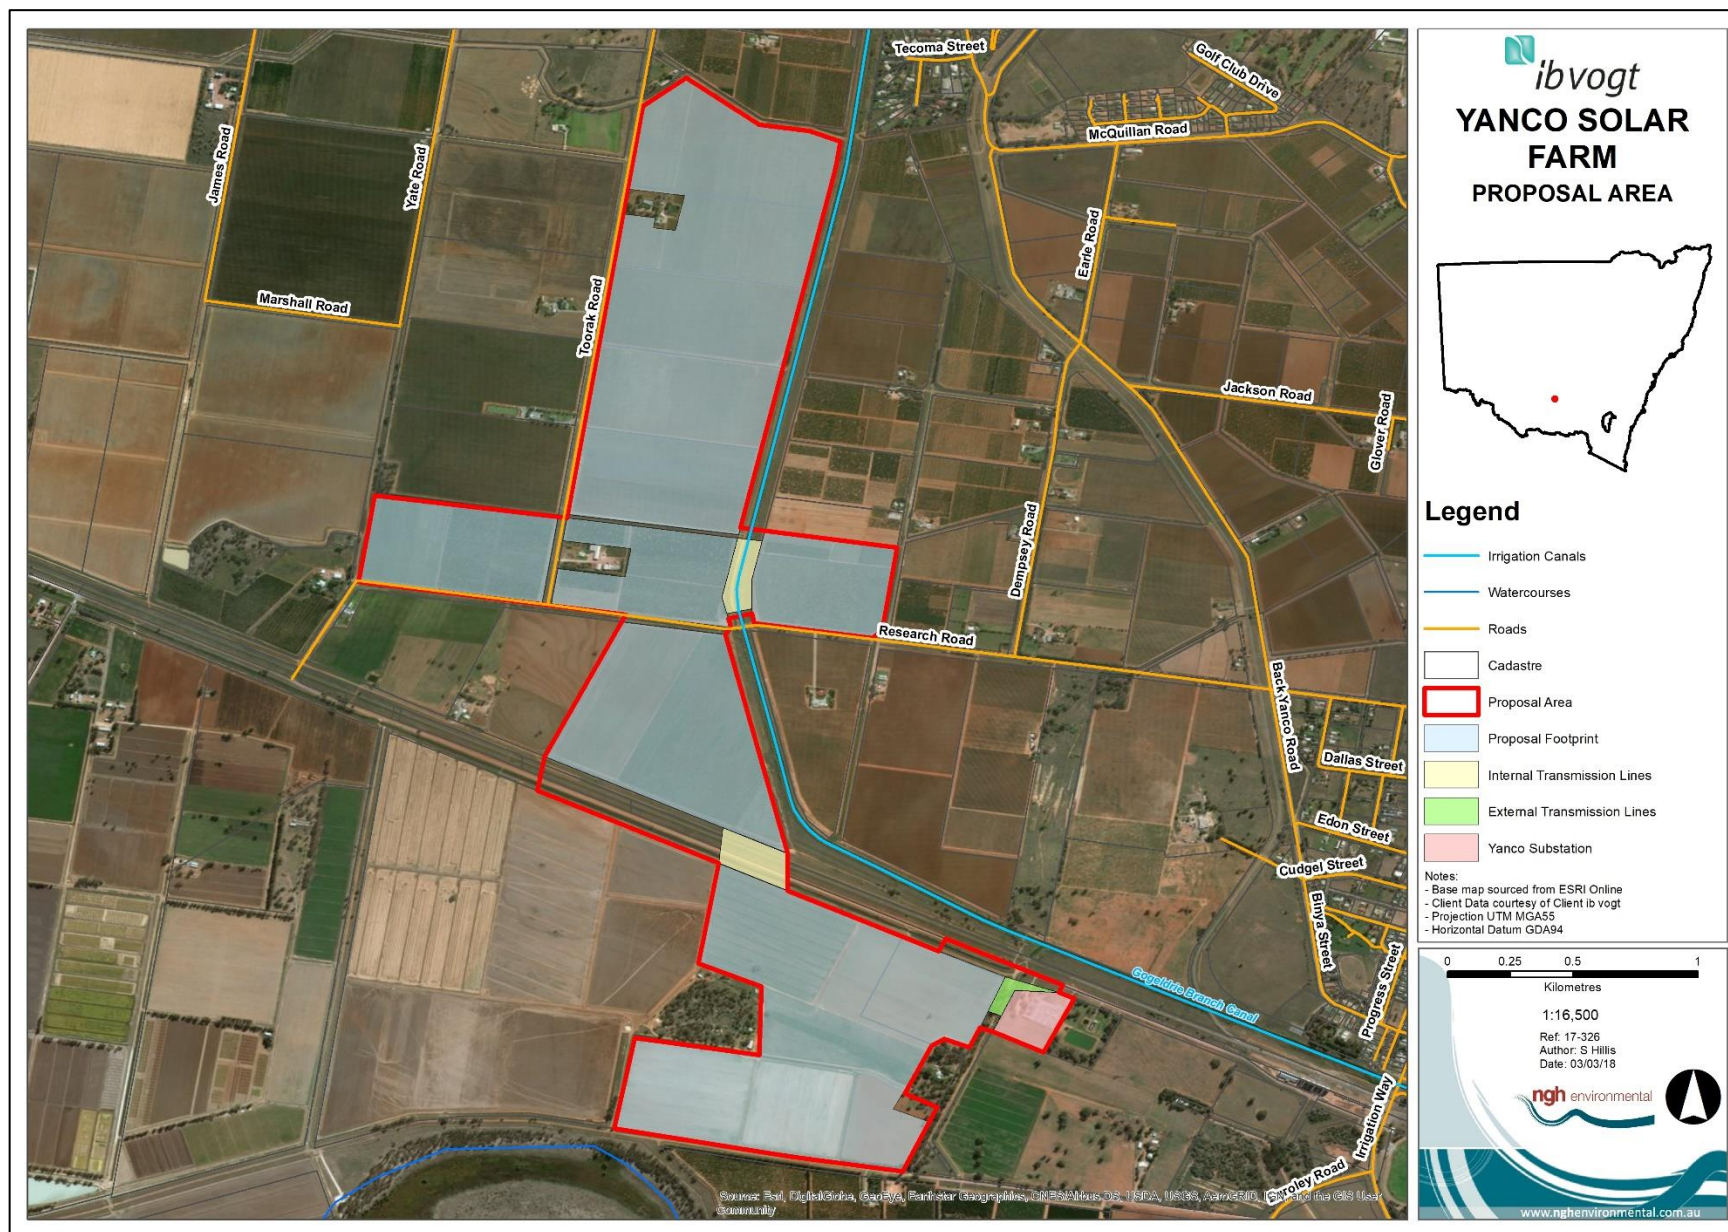 Tecoma Street
Golf Club Drive
McQuillan Road
James Road
Yate Road
Earle Road
Marshall Road
Toorak Road
Jackson Road
Glover Road
Dempsey Road
Research Road
Back Yanco Road
Dallas Street
Edon Street
Cudgel Street
Binya Street
Progress Street
Gogeldrie Branch Canal
Irrigation Way
roley Road
Source: Esri, DigitalGlobe, GeoEye, Earthstar Geographics, CNES/Airbus DS, USDA, USGS, AeroGRID, IGN, and the GIS User
Community
ib vogt
YANCO SOLAR
FARM
PROPOSAL AREA
Legend
Irrigation Canals
Watercourses
Roads
Cadastre
Proposal Area
Proposal Footprint
Internal Transmission Lines
External Transmission Lines
Yanco Substation
Notes:
- Base map sourced from ESRI Online
- Client Data courtesy of Client ib vogt
- Projection UTM MGA55
- Horizontal Datum GDA94
0 0.25 0.5 1
Kilometres
1:16,500
Ref: 17-326
Author: S Hillis
Date: 03/03/18
ngh environmental
www.nghenvironmental.com.au